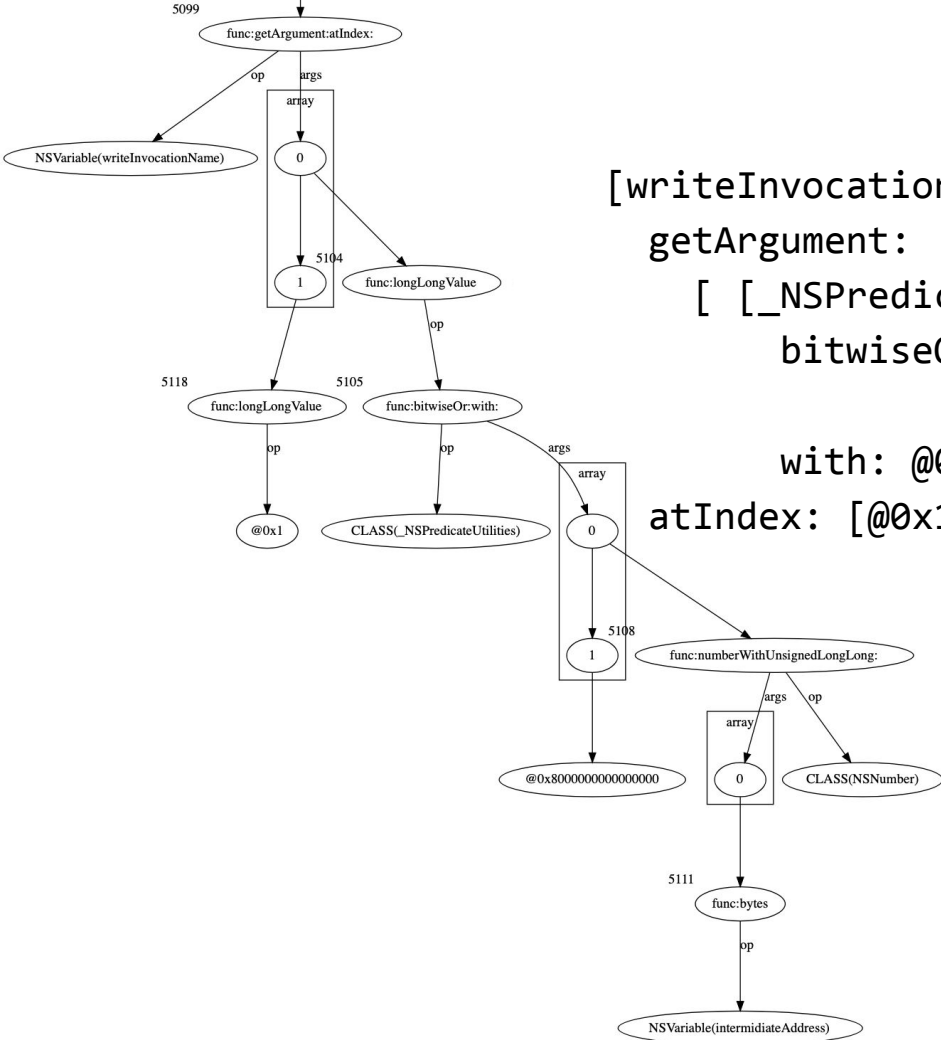 5099
func:getArgument:atIndex:
op
args
array
NSVariable(writeInvocationName)
0
5104
1
func:longLongValue
op
5118
5105
func:longLongValue
func:bitwiseOr:with:
op
op
args
array
@0x1
CLASS(_NSPredicateUtilities)
0
5108
1
func:numberWithUnsignedLongLong:
args
op
array
@0x8000000000000000
0
CLASS(NSNumber)
5111
func:bytes
op
NSVariable(intermidiateAddress)
[writeInvocation
getArgument:
[ [_NSPredic
bitwiseO
with: @0
atIndex: [@0x1